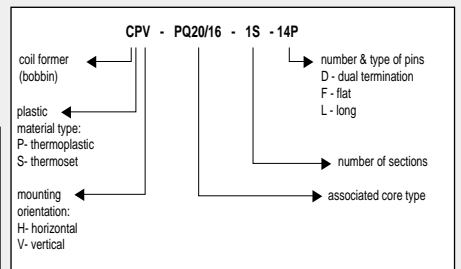 CPV - PQ20/16 - 1S - 14P
coil former
(bobbin)
plastic
material type:
P- thermoplastic
S- thermoset
mounting
orientation:
H- horizontal
V- vertical
number & type of pins
D - dual termination
F - flat
L - long
number of sections
associated core type